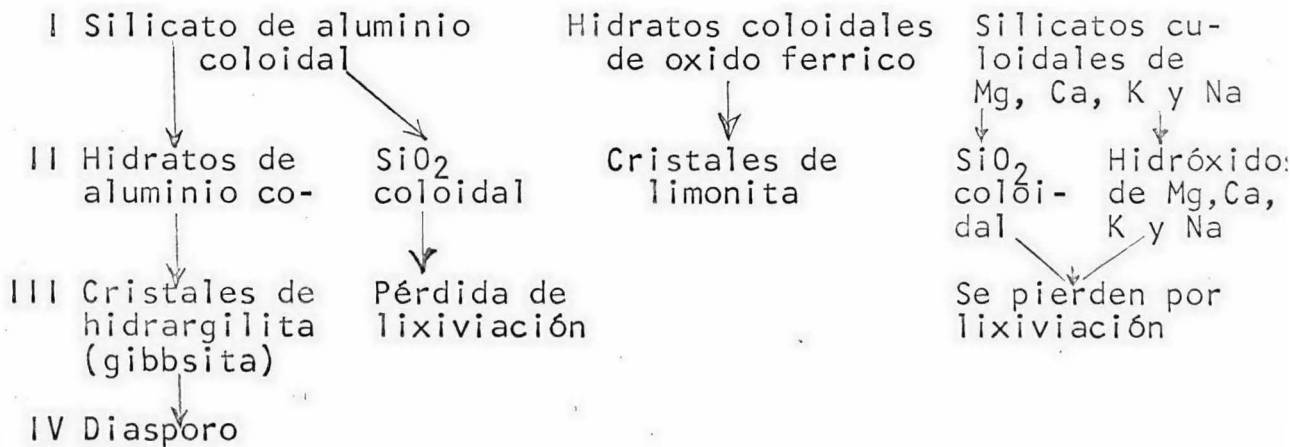 I Silicato de aluminio
coloidal
Hidratos coloidales
de oxido ferrico
Silicatos cu-
loidales de
Mg, Ca, K y Na
II Hidratos de
aluminio co-
SiO2
coloidal
Cristales de
limonita
SiO2
coloi-
dal
Hidróxido:
de Mg,Ca,
K y Na
III Cristales de
hidrargilita
(gibbsita)
Pérdida de
lixiviación
Se pierden por
lixiviación
IV Diasporo